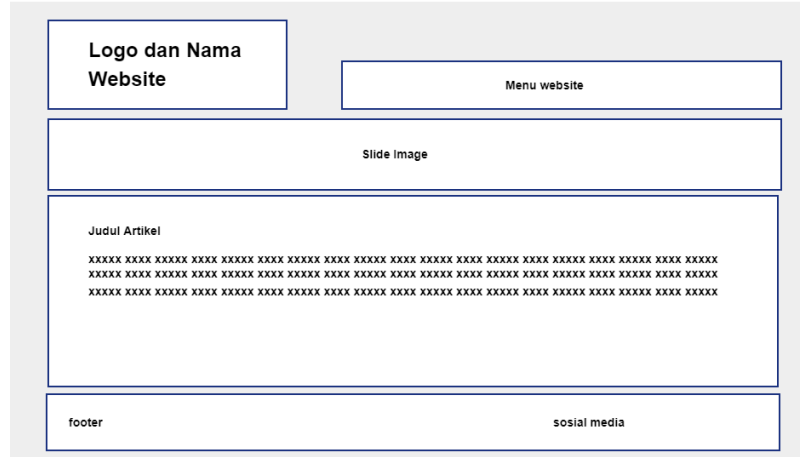 Logo dan Nama
Website
Menu website
Slide Image
Judul Artikel
xxxxx xxxx xxxxx xxxx xxxxx xxxx xxxxx xxxx xxxxx xxxx xxxxx xxxx xxxxx xxxx xxxxx xxxx xxxxx xxxx xxxxx
xxxxx xxxx xxxxx xxxx xxxxx xxxx xxxxx xxxx xxxxx xxxx xxxxx xxxx xxxxx xxxx xxxxx xxxx xxxxx xxxx xxxxx
xxxxx xxxx xxxxx xxxx xxxxx xxxx xxxxx xxxx xxxxx xxxx xxxxx xxxx xxxxx xxxx xxxxx xxxx xxxxx xxxx xxxxx
footer sosial media